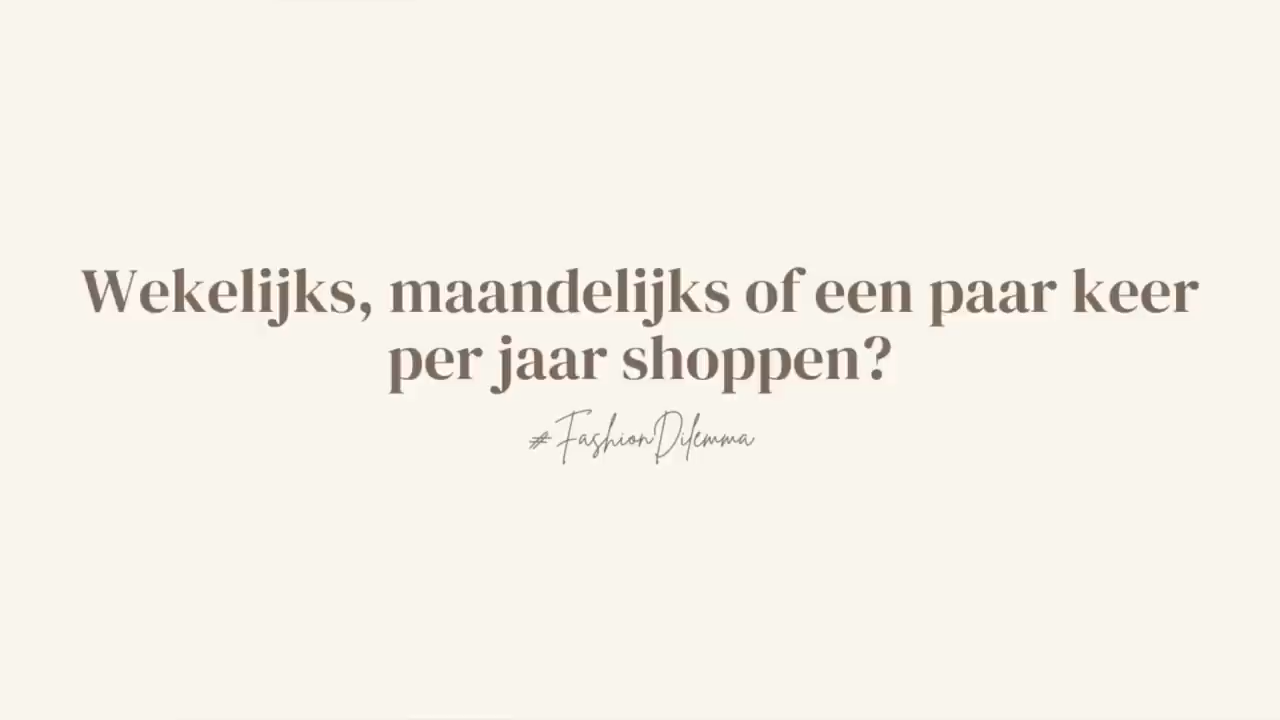 Wekelijks, maandelijks of een paar keer
per jaar shoppen?
#FashionDilemma